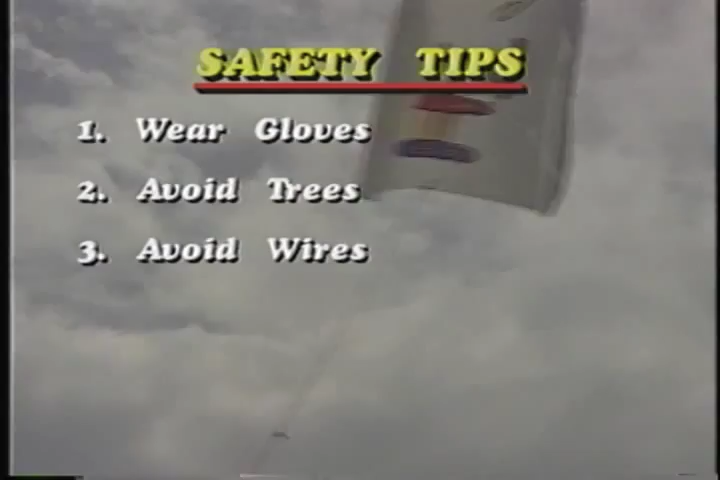 SAFETY TIPS
1. Wear Gloves
2. Avoid Trees
3. Avoid Wires